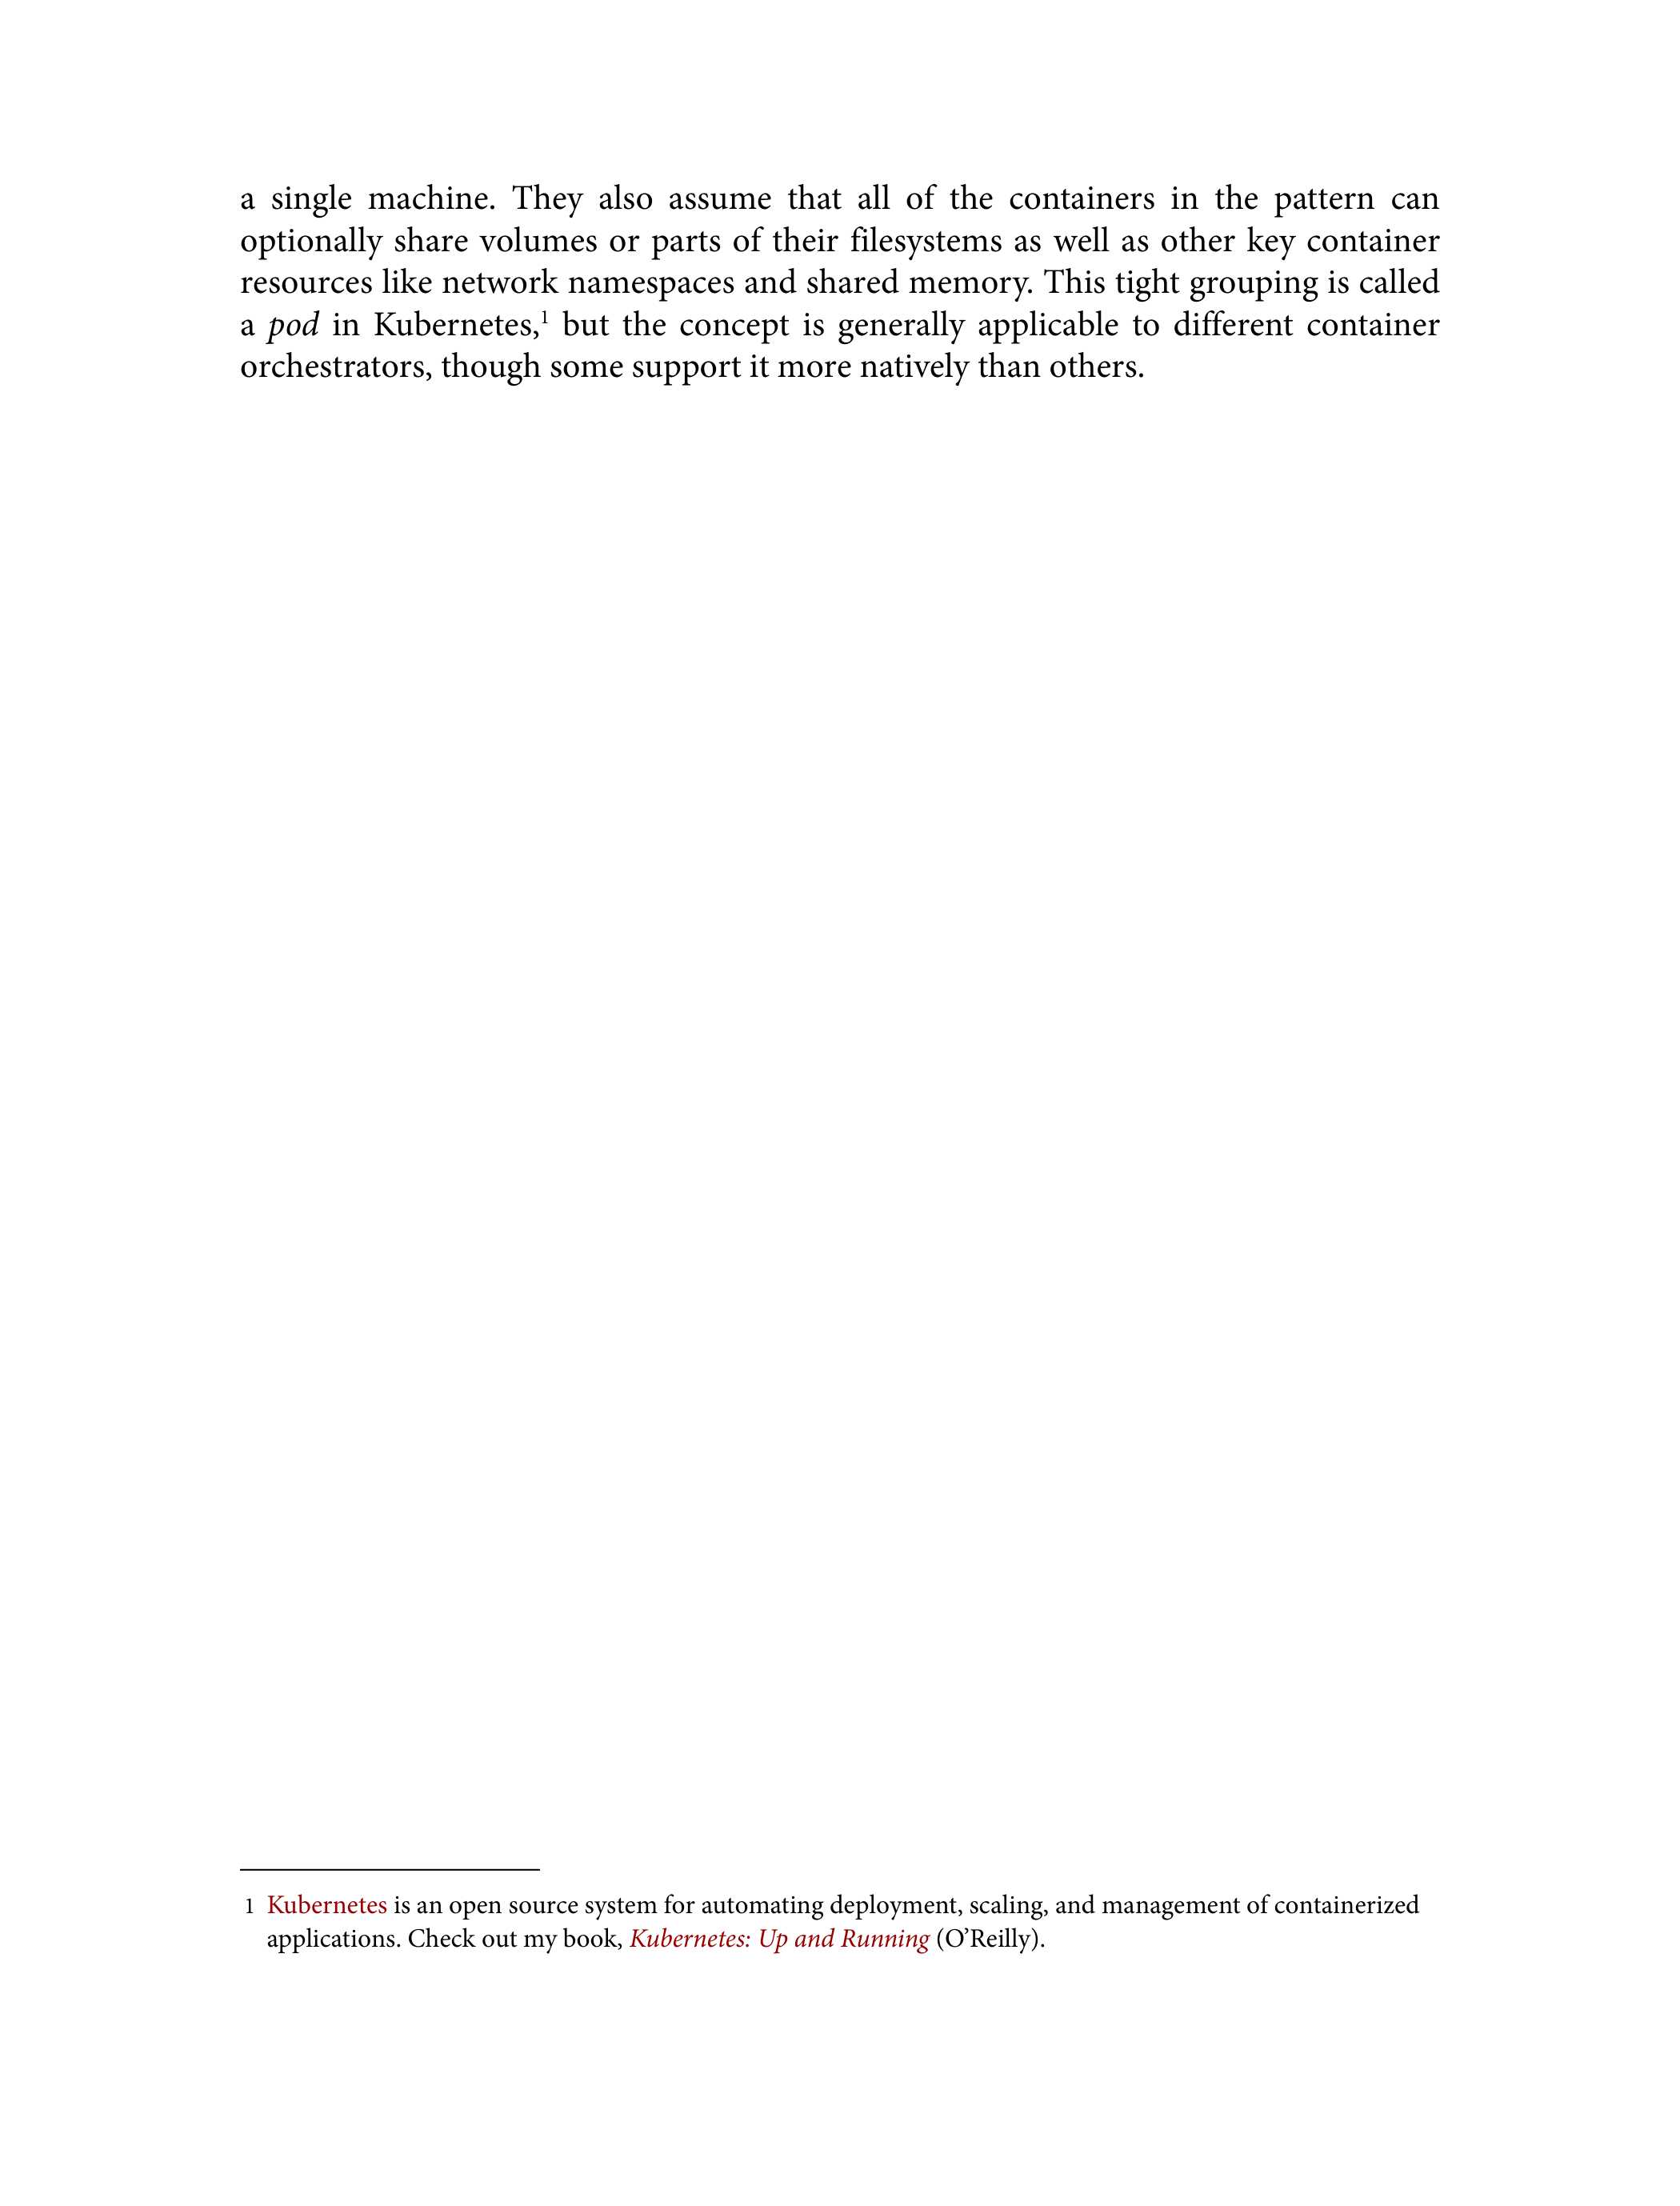 a single machine. They also assume that all of the containers in the pattern can
optionally share volumes or parts of their filesystems as well as other key container
resources like network namespaces and shared memory. This tight grouping is called
a pod in Kubernetes,1 but the concept is generally applicable to different container
orchestrators, though some support it more natively than others.
1 Kubernetes is an open source system for automating deployment, scaling, and management of containerized
applications. Check out my book, Kubernetes: Up and Running (O’Reilly).